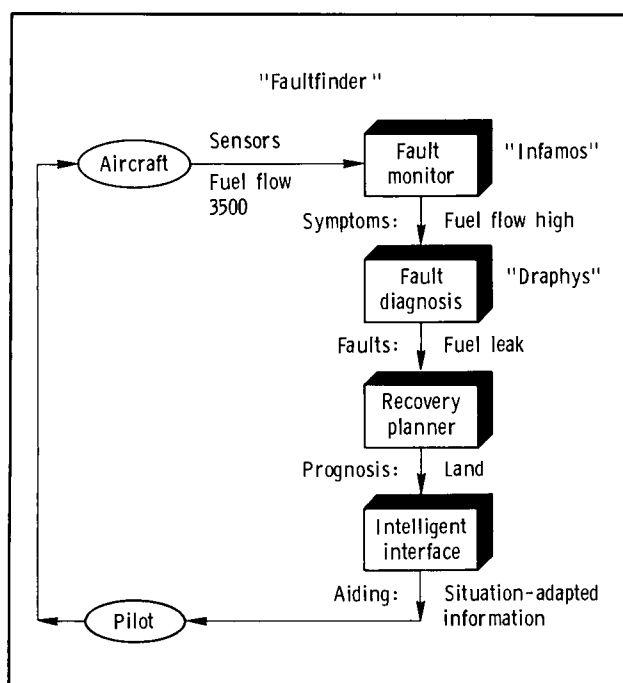 "Faultfinder"
Aircraft
Sensors
Fuel flow
3500
Fault
monitor
"Infamos"
Symptoms: Fuel flow high
Fault
diagnosis
"Draphys"
Faults: Fuel leak
Recovery
planner
Prognosis: Land
Intelligent
interface
Aiding: Situation-adapted
information
Pilot